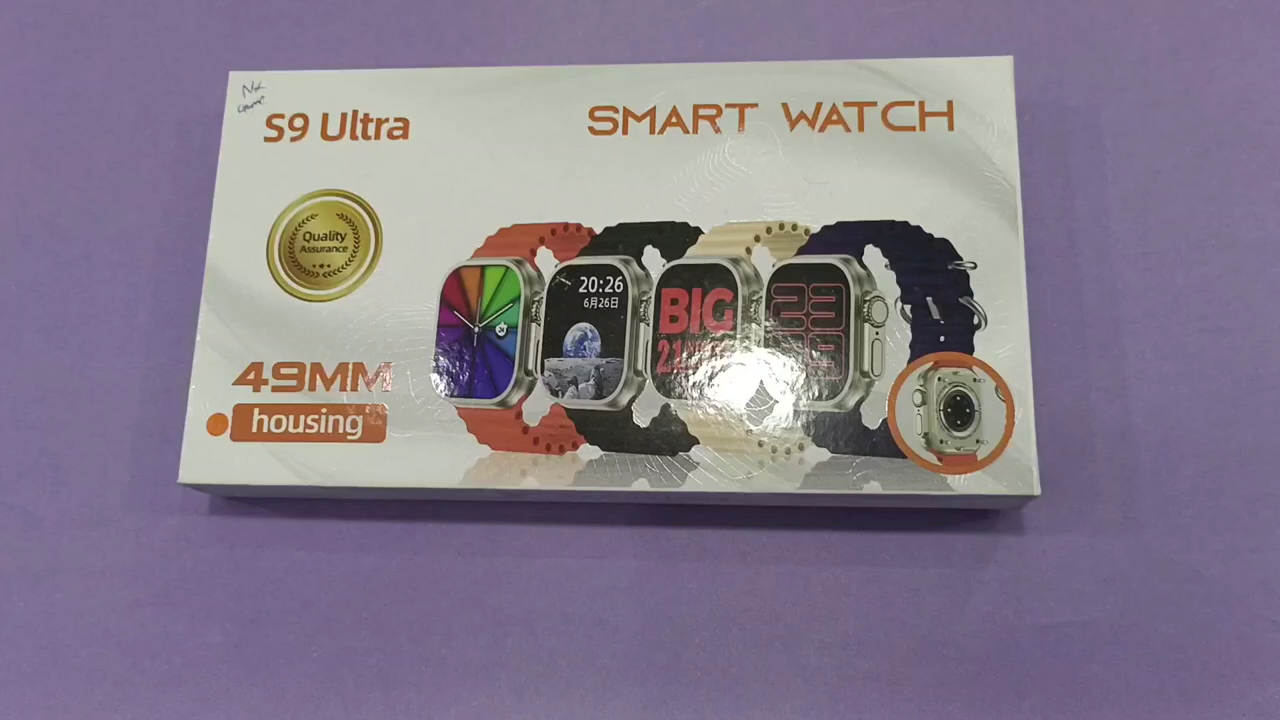 S9 Ultra
SMART WATCH
Quality
Assurance
20:26
6月26日
BIG
49MM
housing